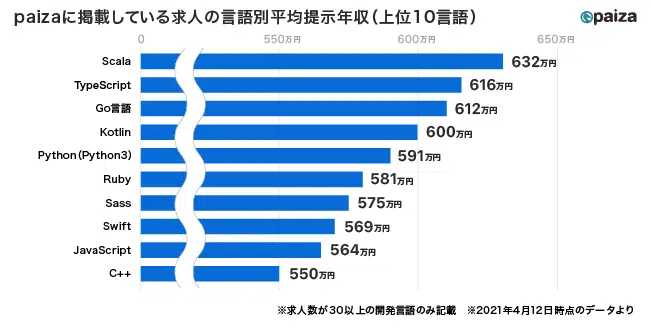 paizaに掲載している求人の言語別平均提示年収（上位10言語）
paiza
0 550万円 600万円 650万円
Scala 632万円
TypeScript 616万円
Go言語 612万円
Kotlin 600万円
Python(Python3) 591万円
Ruby 581万円
Sass 575万円
Swift 569万円
JavaScript 564万円
C++ 550万円
※求人数が30以上の開発言語のみ記載 ※2021年4月12日時点のデータより